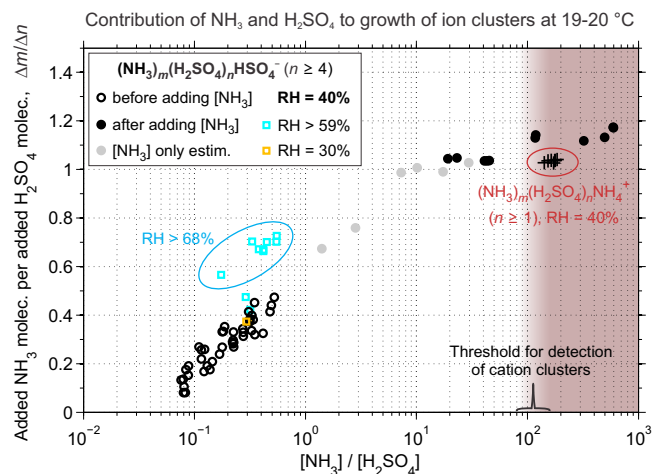 Contribution of NH₃ and H₂SO₄ to growth of ion clusters at 19-20 °C
Added NH₃ molec. per added H₂SO₄ molec., Δm/Δn
1.4
1.2
1
0.8
0.6
0.4
0.2
0
(NH₃)ₘ(H₂SO₄)ₙHSO₄⁻ (n ≥ 4)
before adding [NH₃] RH = 40%
after adding [NH₃] RH > 59%
[NH₃] only estim. RH = 30%
RH > 68%
(NH₃)ₘ(H₂SO₄)ₙNH₄⁺
(n ≥ 1), RH = 40%
Threshold for detection
of cation clusters
10⁻² 10⁻¹ 10⁰ 10¹ 10² 10³
[NH₃] / [H₂SO₄]